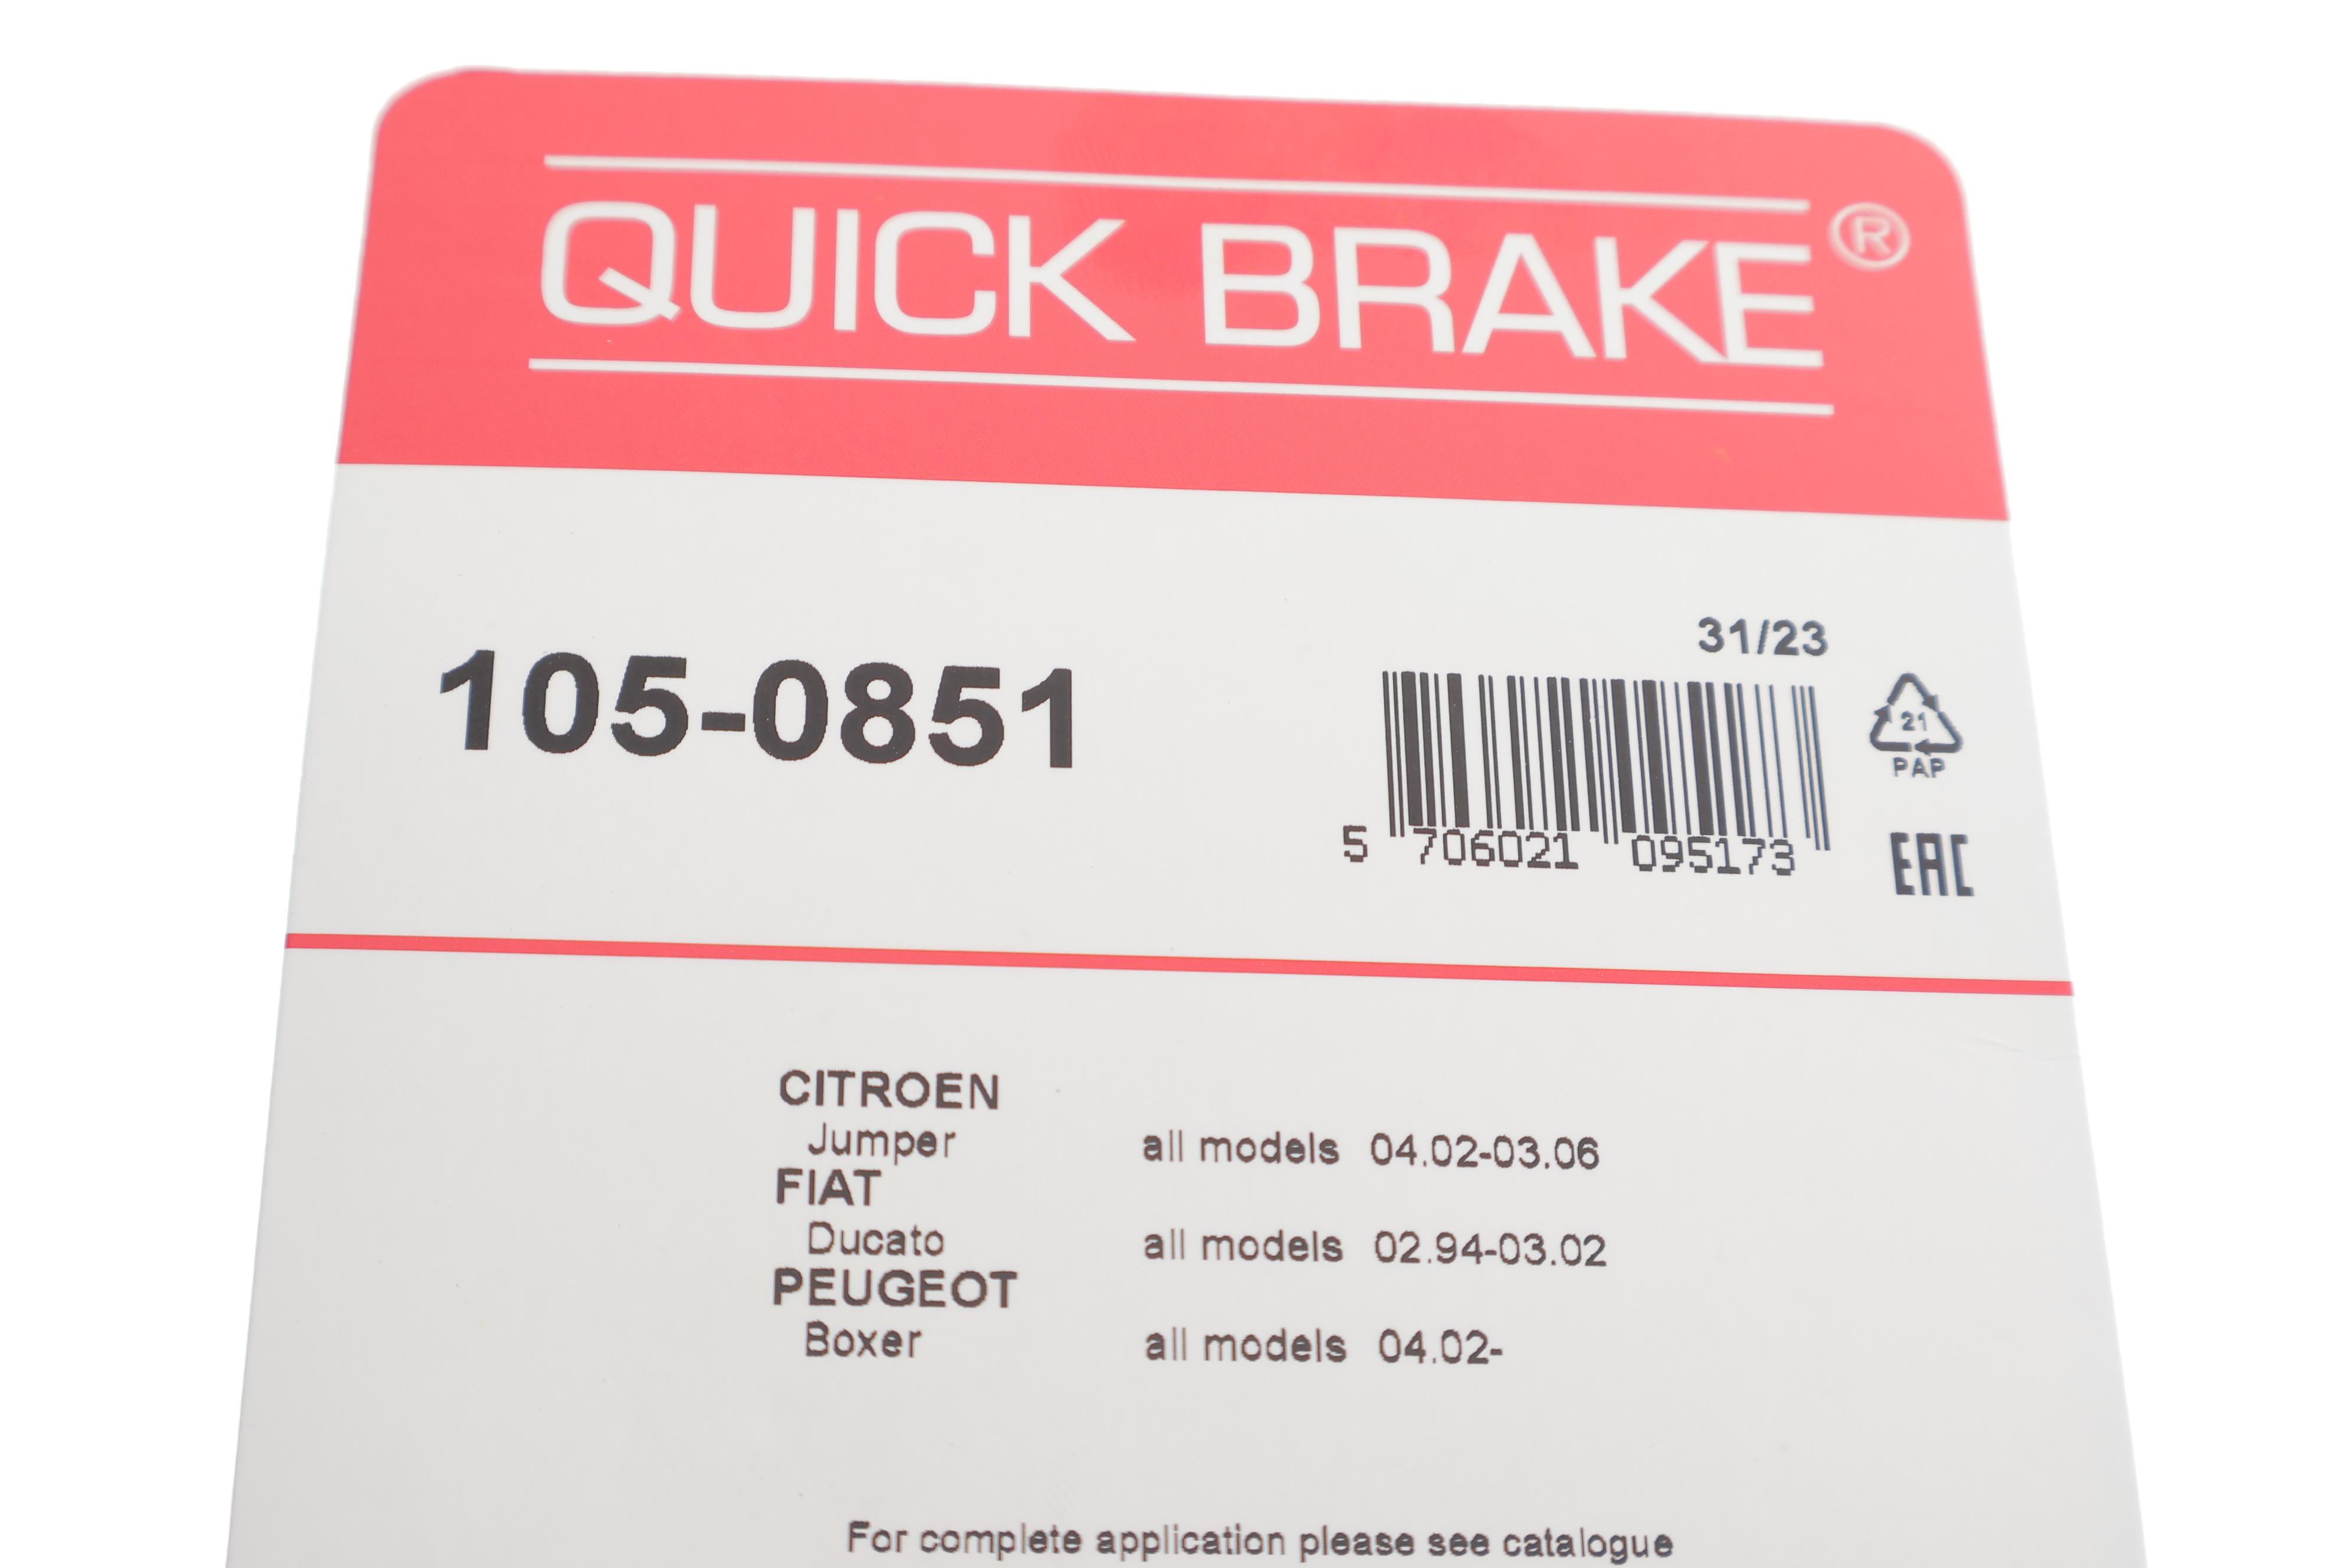 QUICK BRAKE®
105-0851
31/23
5 706021 095173
21
PAP
EAC
CITROEN
Jumper all models 04.02-03.06
FIAT
Ducato all models 02.94-03.02
PEUGEOT
Boxer all models 04.02-
For complete application please see catalogue